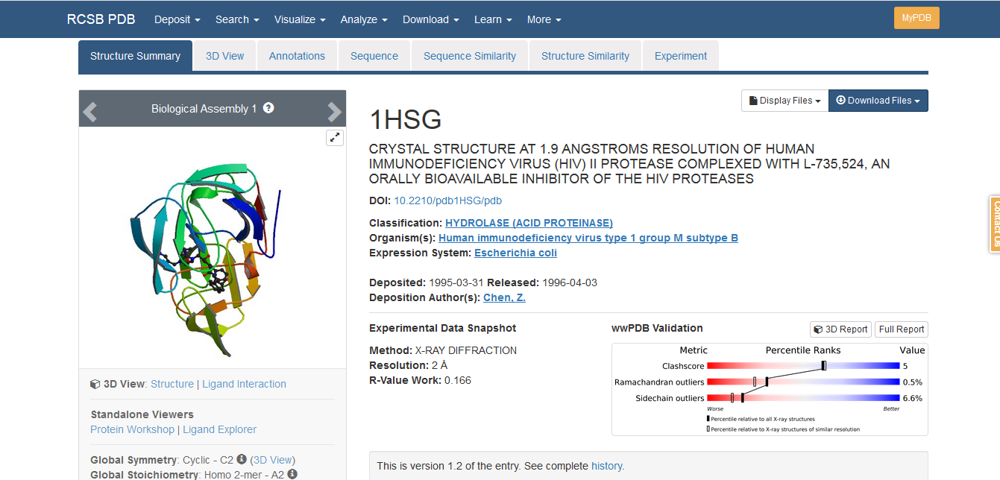 RCSB PDB Deposit Search Visualize Analyze Download Learn More MyPDB
Structure Summary 3D View Annotations Sequence Sequence Similarity Structure Similarity Experiment
Biological Assembly 1 ?
Display Files Download Files
1HSG
CRYSTAL STRUCTURE AT 1.9 ANGSTROMS RESOLUTION OF HUMAN
IMMUNODEFICIENCY VIRUS (HIV) II PROTEASE COMPLEXED WITH L-735,524, AN
ORALLY BIOAVAILABLE INHIBITOR OF THE HIV PROTEASES
DOI: 10.2210/pdb1HSG/pdb
Classification: HYDROLASE (ACID PROTEINASE)
Organism(s): Human immunodeficiency virus type 1 group M subtype B
Expression System: Escherichia coli
Deposited: 1995-03-31 Released: 1996-04-03
Deposition Author(s): Chen, Z.
Experimental Data Snapshot
Method: X-RAY DIFFRACTION
Resolution: 2 Å
R-Value Work: 0.166
wwPDB Validation
3D Report Full Report
Metric Percentile Ranks Value
Clashscore 5
Ramachandran outliers 0.5%
Sidechain outliers 6.6%
Worse Better
Percentile relative to all X-ray structures
Percentile relative to X-ray structures of similar resolution
3D View: Structure | Ligand Interaction
Standalone Viewers
Protein Workshop | Ligand Explorer
Global Symmetry: Cyclic - C2 (3D View)
Global Stoichiometry: Homo 2-mer - A2
This is version 1.2 of the entry. See complete history.
Contact Us